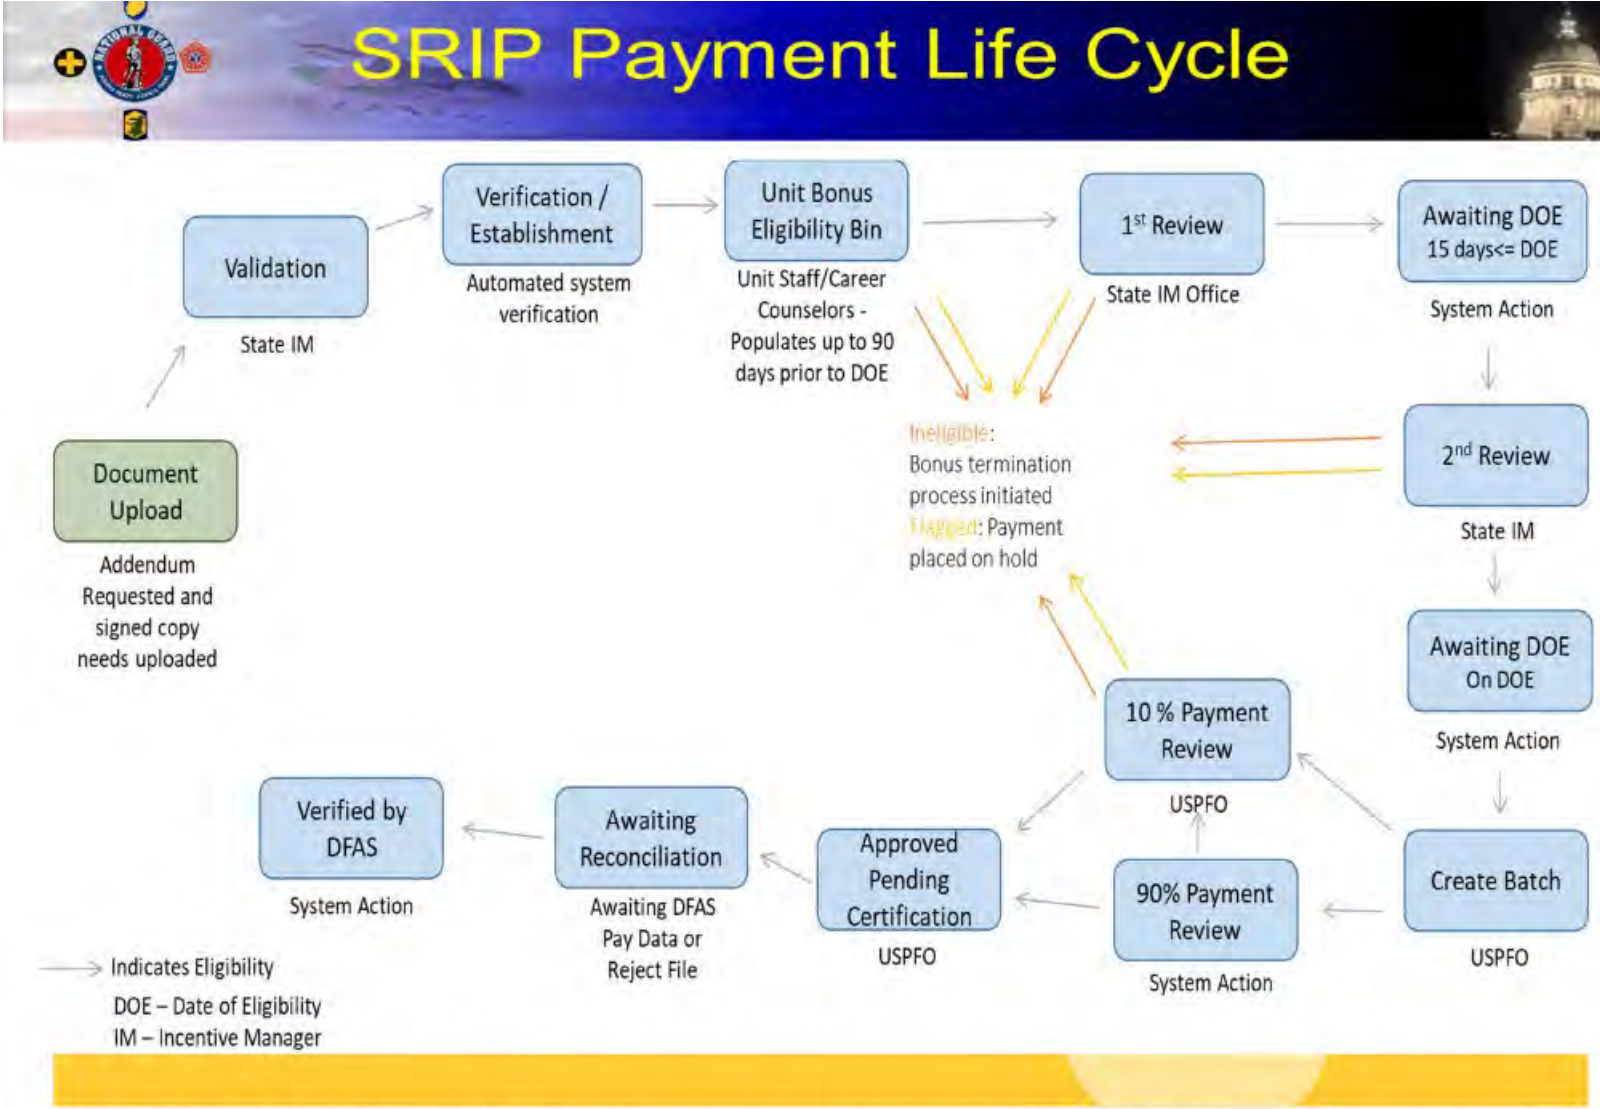 SRIP Payment Life Cycle
NATIONAL GUARD
Document
Upload
Addendum
Requested and
signed copy
needs uploaded
Validation
State IM
Verification /
Establishment
Automated system
verification
Unit Bonus
Eligibility Bin
Unit Staff/Career
Counselors -
Populates up to 90
days prior to DOE
1st Review
State IM Office
Awaiting DOE
15 days<= DOE
System Action
2nd Review
State IM
Ineligible:
Bonus termination
process initiated
Flagged: Payment
placed on hold
Awaiting DOE
On DOE
System Action
Create Batch
USPFO
10 % Payment
Review
USPFO
90% Payment
Review
System Action
Approved
Pending
Certification
USPFO
Awaiting
Reconciliation
Awaiting DFAS
Pay Data or
Reject File
Verified by
DFAS
System Action
Indicates Eligibility
DOE – Date of Eligibility
IM – Incentive Manager